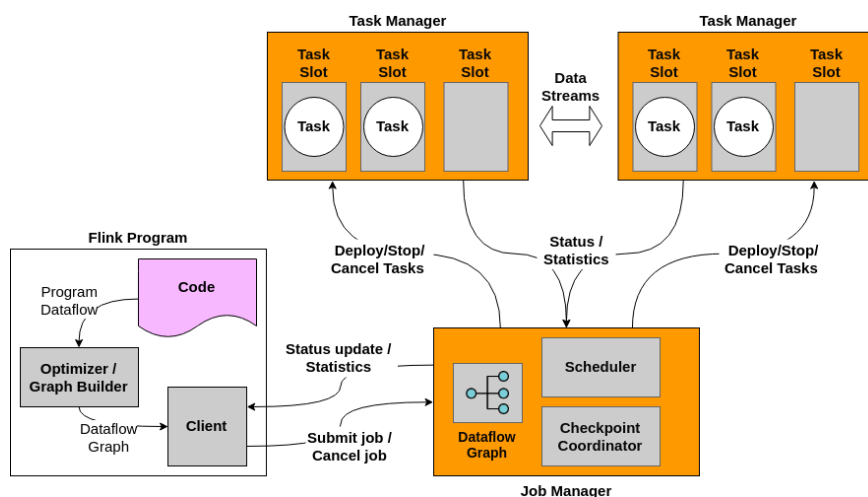 Task Manager
Task
Slot
Task
Slot
Task
Slot
Task
Task
Data
Streams
Task Manager
Task
Slot
Task
Slot
Task
Slot
Task
Task
Deploy/Stop/
Cancel Tasks
Status /
Statistics
Deploy/Stop/
Cancel Tasks
Flink Program
Code
Program
Dataflow
Optimizer /
Graph Builder
Dataflow
Graph
Client
Status update /
Statistics
Submit job /
Cancel job
Dataflow
Graph
Scheduler
Checkpoint
Coordinator
Job Manager